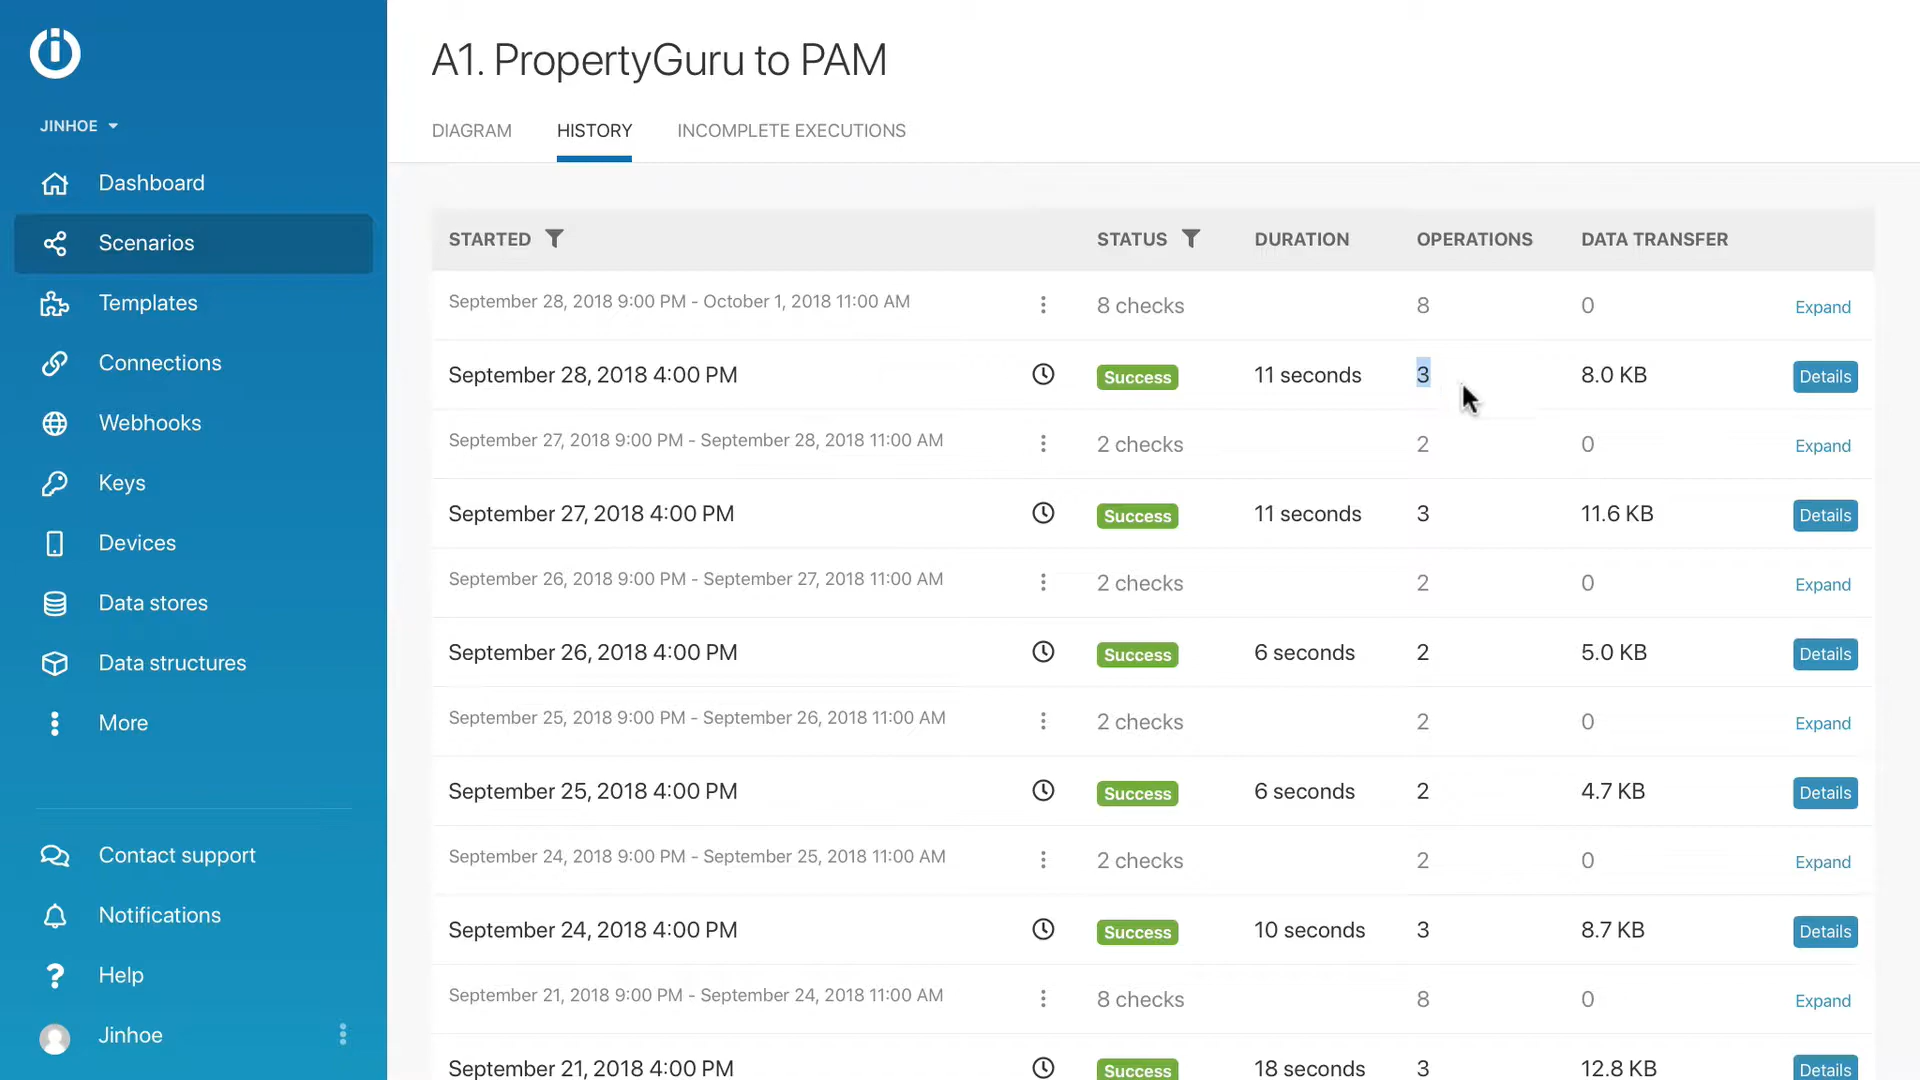 A1. PropertyGuru to PAM
JINHOE
DIAGRAM HISTORY INCOMPLETE EXECUTIONS
Dashboard
Scenarios
Templates
Connections
Webhooks
Keys
Devices
Data stores
Data structures
More
Contact support
Notifications
Help
Jinhoe
STARTED STATUS DURATION OPERATIONS DATA TRANSFER
September 28, 2018 9:00 PM - October 1, 2018 11:00 AM 8 checks 8 0 Expand
September 28, 2018 4:00 PM Success 11 seconds 3 8.0 KB Details
September 27, 2018 9:00 PM - September 28, 2018 11:00 AM 2 checks 2 0 Expand
September 27, 2018 4:00 PM Success 11 seconds 3 11.6 KB Details
September 26, 2018 9:00 PM - September 27, 2018 11:00 AM 2 checks 2 0 Expand
September 26, 2018 4:00 PM Success 6 seconds 2 5.0 KB Details
September 25, 2018 9:00 PM - September 26, 2018 11:00 AM 2 checks 2 0 Expand
September 25, 2018 4:00 PM Success 6 seconds 2 4.7 KB Details
September 24, 2018 9:00 PM - September 25, 2018 11:00 AM 2 checks 2 0 Expand
September 24, 2018 4:00 PM Success 10 seconds 3 8.7 KB Details
September 21, 2018 9:00 PM - September 24, 2018 11:00 AM 8 checks 8 0 Expand
September 21, 2018 4:00 PM Success 18 seconds 3 12.8 KB Details